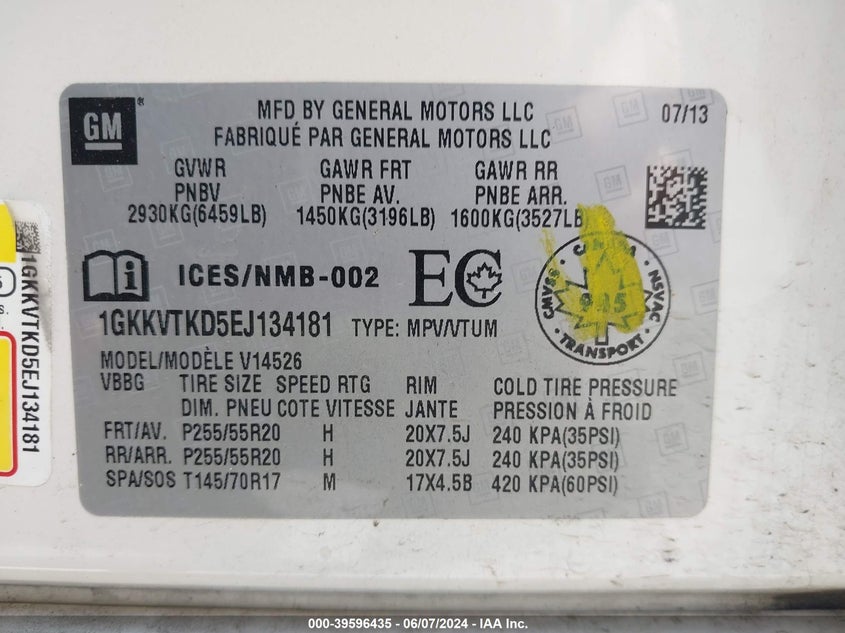 GM
MFD BY GENERAL MOTORS LLC
FABRIQUÉ PAR GENERAL MOTORS LLC
07/13
GVWR GAWR FRT GAWR RR
PNBV PNBE AV. PNBE ARR.
2930KG(6459LB) 1450KG(3196LB) 1600KG(3527LB
i ICES/NMB-002 EC
CANADA
CMVSS NSVAC
TRANSPORT
1GKKVTKD5EJ134181 TYPE: MPV/VTUM
MODEL/MODÈLE V14526
VBBG TIRE SIZE SPEED RTG RIM COLD TIRE PRESSURE
DIM. PNEU COTE VITESSE JANTE PRESSION À FROID
FRT/AV. P255/55R20 H 20X7.5J 240 KPA(35PSI)
RR/ARR. P255/55R20 H 20X7.5J 240 KPA(35PSI)
SPA/SOS T145/70R17 M 17X4.5B 420 KPA(60PSI)
1GKKVTKD5EJ134181
000-39596435 - 06/07/2024 - IAA Inc.